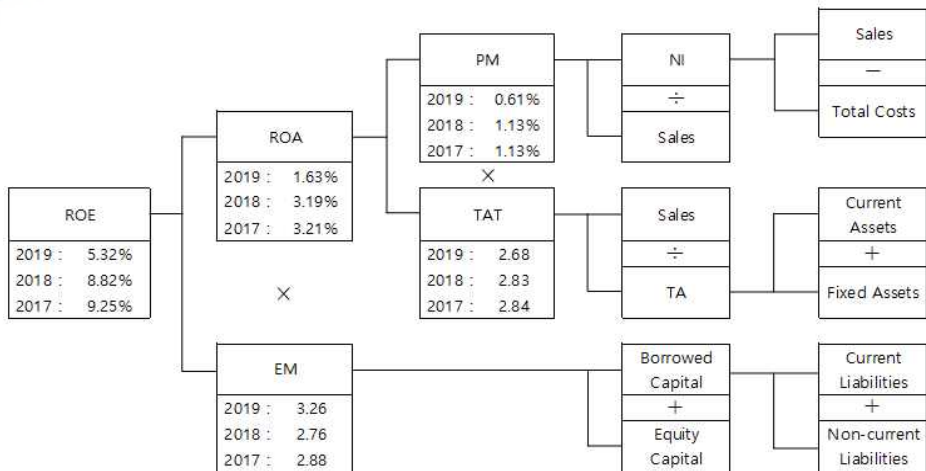 ROE
2019 : 5.32%
2018 : 8.82%
2017 : 9.25%
ROA
2019 : 1.63%
2018 : 3.19%
2017 : 3.21%
×
EM
2019 : 3.26
2018 : 2.76
2017 : 2.88
PM
2019 : 0.61%
2018 : 1.13%
2017 : 1.13%
×
TAT
2019 : 2.68
2018 : 2.83
2017 : 2.84
NI
÷
Sales
Sales
÷
TA
Borrowed
Capital
+
Equity
Capital
Sales
−
Total Costs
Current
Assets
+
Fixed Assets
Current
Liabilities
+
Non-current
Liabilities